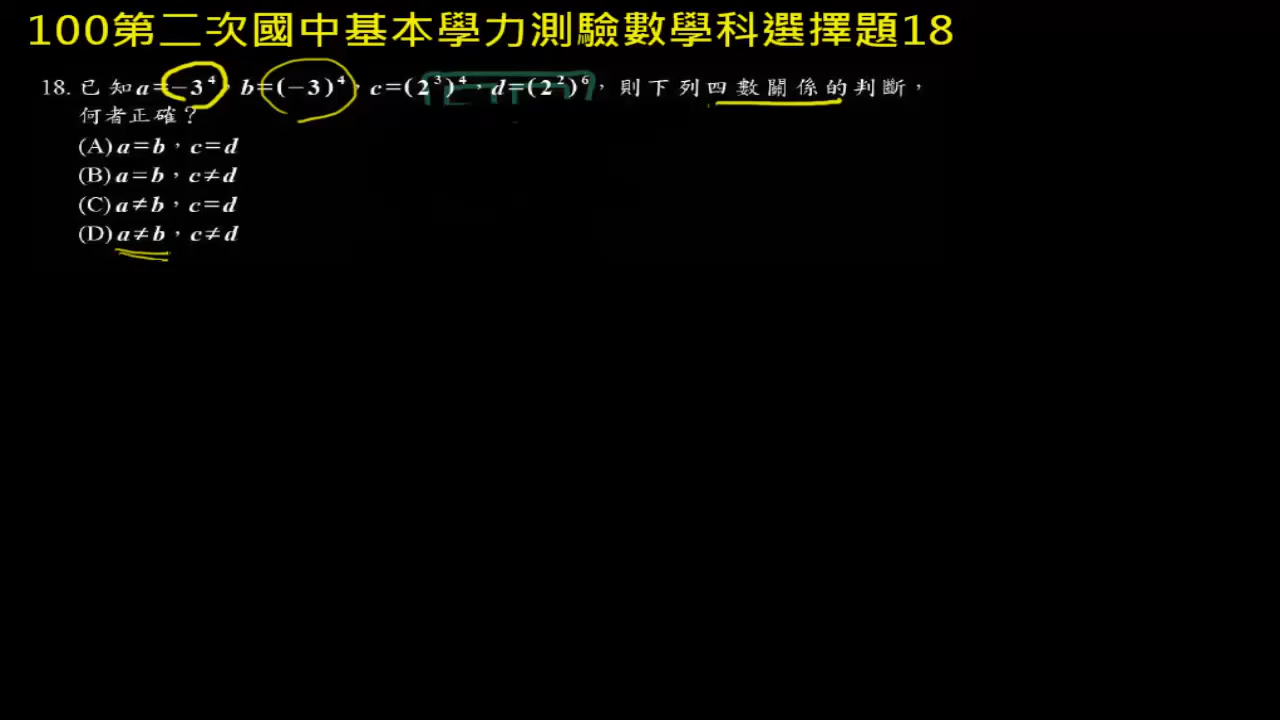 100第二次國中基本學力測驗數學科選擇題18
18. 已知a=−3⁴，b=(−3)⁴，c=(2³)⁴，d=(2²)⁶，則下列四數關係的判斷，
何者正確？
(A) a=b，c=d
(B) a=b，c≠d
(C) a≠b，c=d
(D) a≠b，c≠d